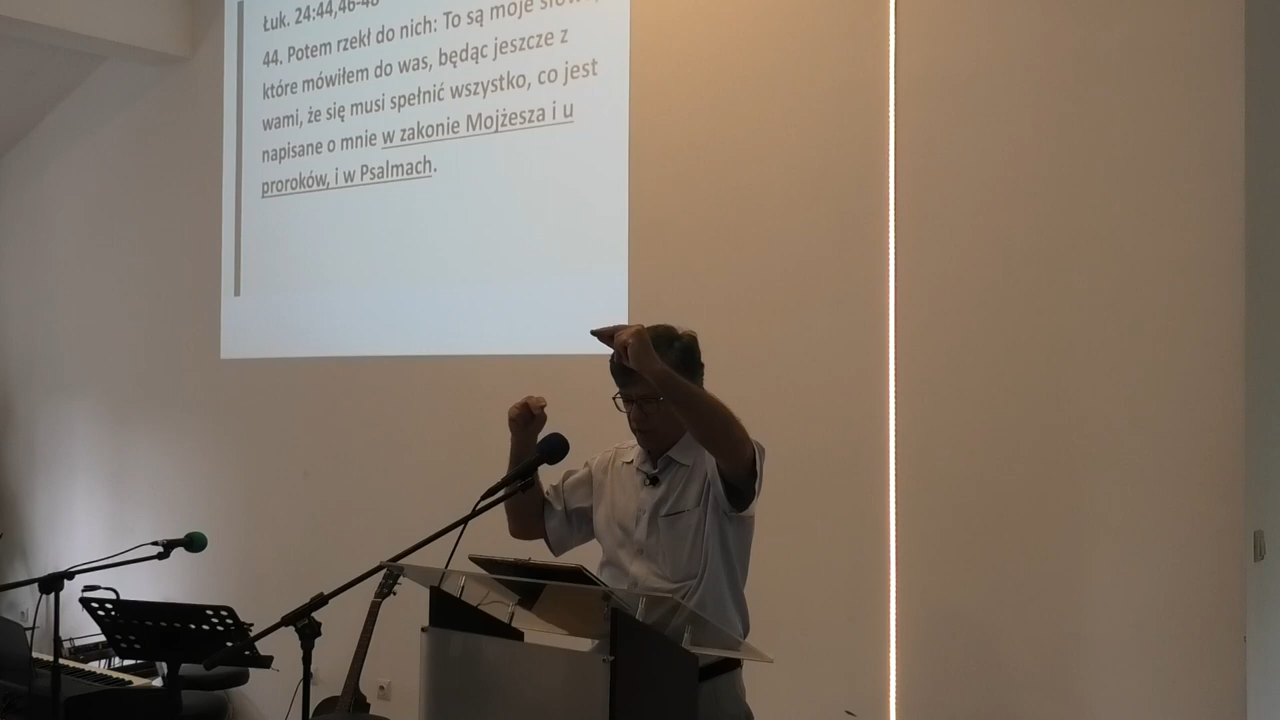 Łuk. 24:44,46-48
44. Potem rzekł do nich: To są moje słowa,
które mówiłem do was, będąc jeszcze z
wami, że się musi spełnić wszystko, co jest
napisane o mnie w zakonie Mojżesza i u
proroków, i w Psalmach.